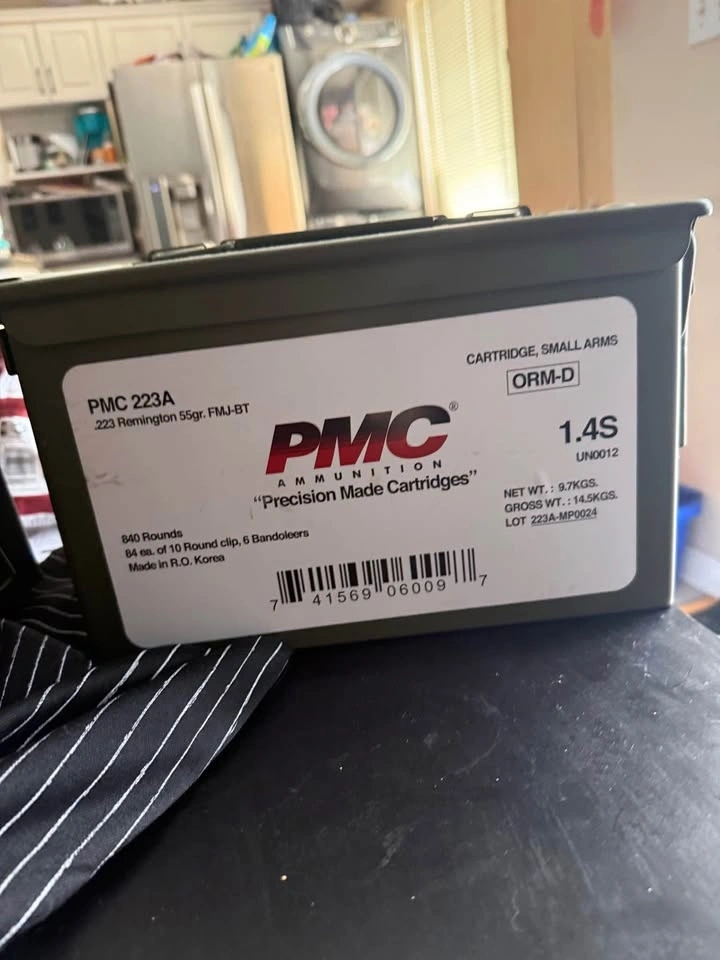 PMC 223A
.223 Remington 55gr. FMJ-BT
CARTRIDGE, SMALL ARMS
ORM-D
PMC®
AMMUNITION
"Precision Made Cartridges"
1.4S
UN0012
NET WT. : 9.7KGS.
GROSS WT. : 14.5KGS.
LOT 223A-MP0024
840 Rounds
84 ea. of 10 Round clip, 6 Bandoleers
Made in R.O. Korea
7 41569 06009 7